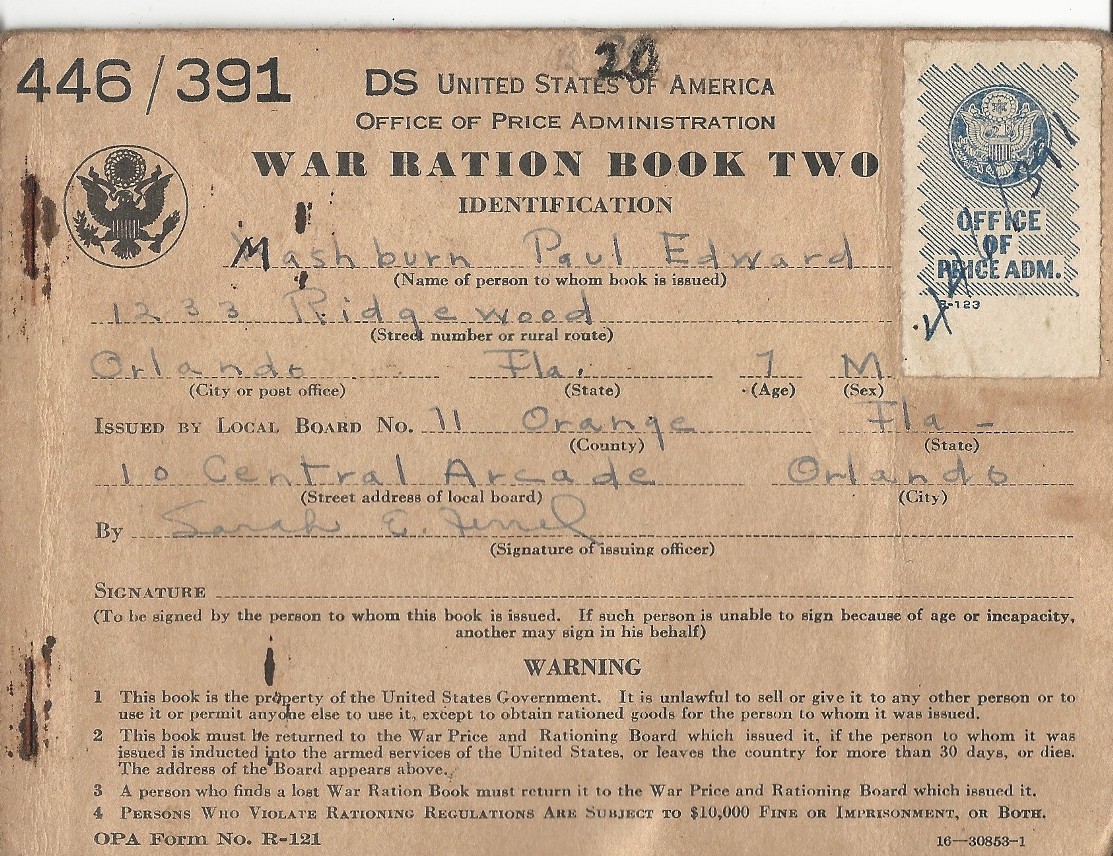 446/391
20
DS UNITED STATES OF AMERICA
OFFICE OF PRICE ADMINISTRATION
WAR RATION BOOK TWO
IDENTIFICATION
OFFICE
OF
PRICE ADM.
R-123
Mashburn Paul Edward
(Name of person to whom book is issued)
1233 Ridgewood
(Street number or rural route)
Orlando Fla. 7 M
(City or post office) (State) (Age) (Sex)
ISSUED BY LOCAL BOARD NO. 11 Orange Fla -
(County) (State)
10 Central Arcade Orlando
(Street address of local board) (City)
By Sarah E.
(Signature of issuing officer)
SIGNATURE
(To be signed by the person to whom this book is issued. If such person is unable to sign because of age or incapacity,
another may sign in his behalf)
WARNING
1 This book is the property of the United States Government. It is unlawful to sell or give it to any other person or to
use it or permit anyone else to use it, except to obtain rationed goods for the person to whom it was issued.
2 This book must be returned to the War Price and Rationing Board which issued it, if the person to whom it was
issued is inducted into the armed services of the United States, or leaves the country for more than 30 days, or dies.
The address of the Board appears above.
3 A person who finds a lost War Ration Book must return it to the War Price and Rationing Board which issued it.
4 PERSONS WHO VIOLATE RATIONING REGULATIONS ARE SUBJECT TO $10,000 FINE OR IMPRISONMENT, OR BOTH.
OPA Form No. R-121 16—30853-1